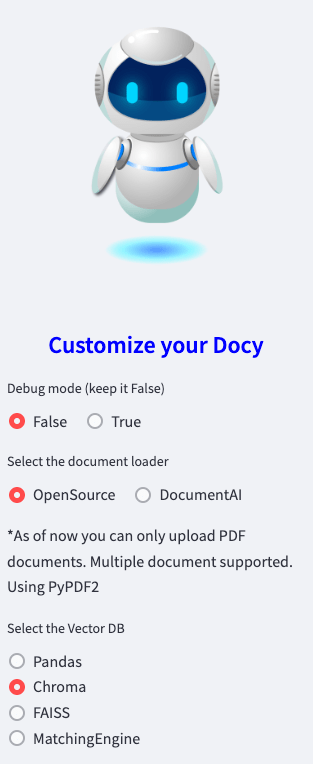 Customize your Docy
Debug mode (keep it False)
False True
Select the document loader
OpenSource DocumentAI
*As of now you can only upload PDF
documents. Multiple document supported.
Using PyPDF2
Select the Vector DB
Pandas
Chroma
FAISS
MatchingEngine